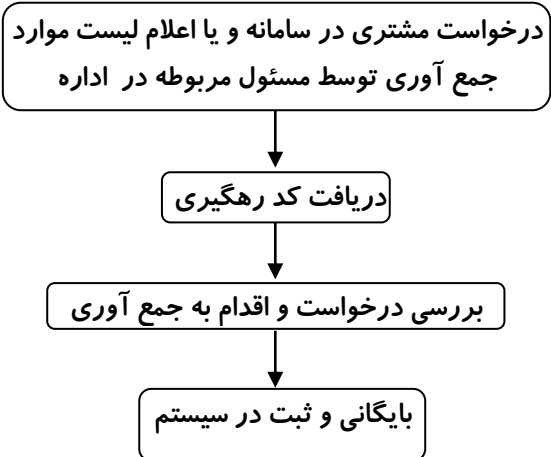 درخواست مشتری در سامانه و یا اعلام لیست موارد
جمع آوری توسط مسئول مربوطه در اداره
دریافت کد رهگیری
بررسی درخواست و اقدام به جمع آوری
بایگانی و ثبت در سیستم